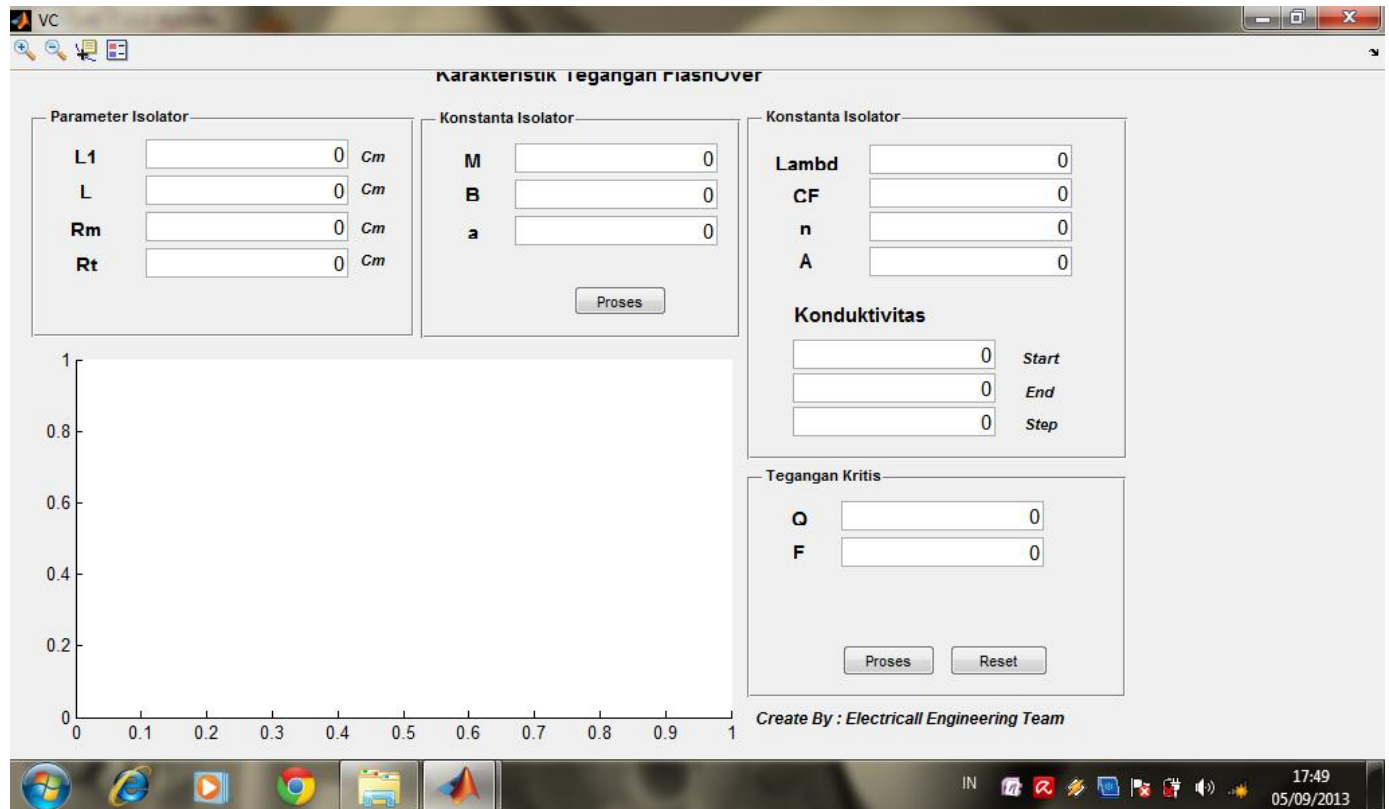 VC
Karakteristik Tegangan FlashOver
Parameter Isolator
L1 0 Cm
L 0 Cm
Rm 0 Cm
Rt 0 Cm
Konstanta Isolator
M 0
B 0
a 0
Proses
Konstanta Isolator
Lambd 0
CF 0
n 0
A 0
Konduktivitas
0 Start
0 End
0 Step
1
0.8
0.6
0.4
0.2
0
0 0.1 0.2 0.3 0.4 0.5 0.6 0.7 0.8 0.9 1
Tegangan Kritis
Q 0
F 0
Proses Reset
Create By : Electricall Engineering Team
IN
17:49
05/09/2013